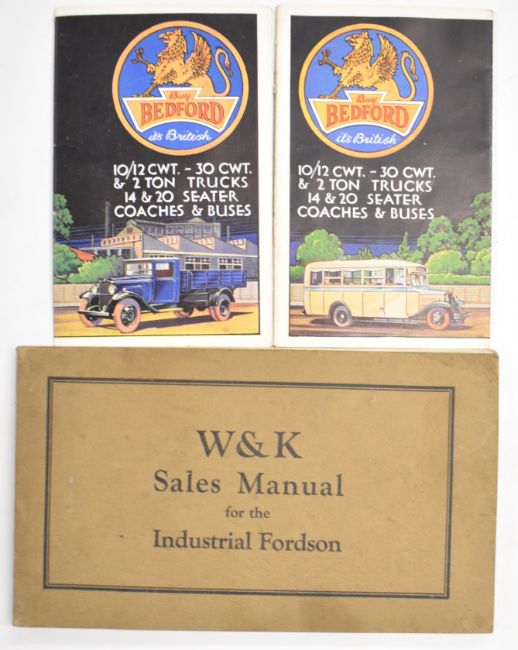 Buy
BEDFORD
it's British
10/12 CWT. - 30 CWT.
& 2 TON TRUCKS
14 & 20 SEATER
COACHES & BUSES
Buy
BEDFORD
it's British
10/12 CWT. - 30 CWT.
& 2 TON TRUCKS
14 & 20 SEATER
COACHES & BUSES
W & K
Sales Manual
for the
Industrial Fordson